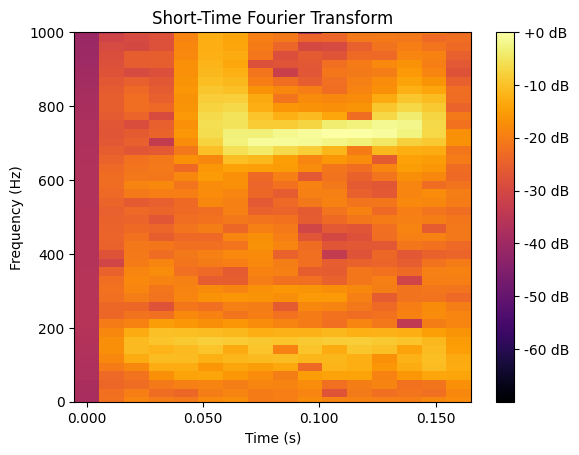 Short-Time Fourier Transform
1000
800
600
400
200
0
Frequency (Hz)
0.000
0.050
0.100
0.150
Time (s)
+0 dB
-10 dB
-20 dB
-30 dB
-40 dB
-50 dB
-60 dB